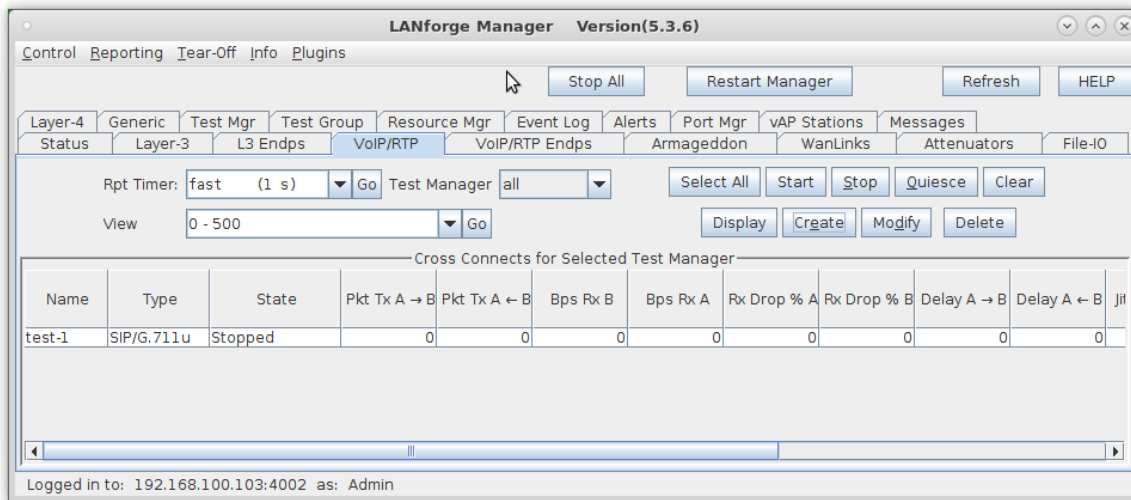 LANforge Manager Version(5.3.6)
Control Reporting Tear-Off Info Plugins
Stop All Restart Manager Refresh HELP
Layer-4 Generic Test Mgr Test Group Resource Mgr Event Log Alerts Port Mgr vAP Stations Messages
Status Layer-3 L3 Endps VoIP/RTP VoIP/RTP Endps Armageddon WanLinks Attenuators File-IO
Rpt Timer: fast (1 s) Go Test Manager all Select All Start Stop Quiesce Clear
View 0 - 500 Go Display Create Modify Delete
Cross Connects for Selected Test Manager
Name Type State Pkt Tx A → B Pkt Tx A ← B Bps Rx B Bps Rx A Rx Drop % A Rx Drop % B Delay A → B Delay A ← B Jit
test-1 SIP/G.711u Stopped 0 0 0 0 0 0 0 0
Logged in to: 192.168.100.103:4002 as: Admin